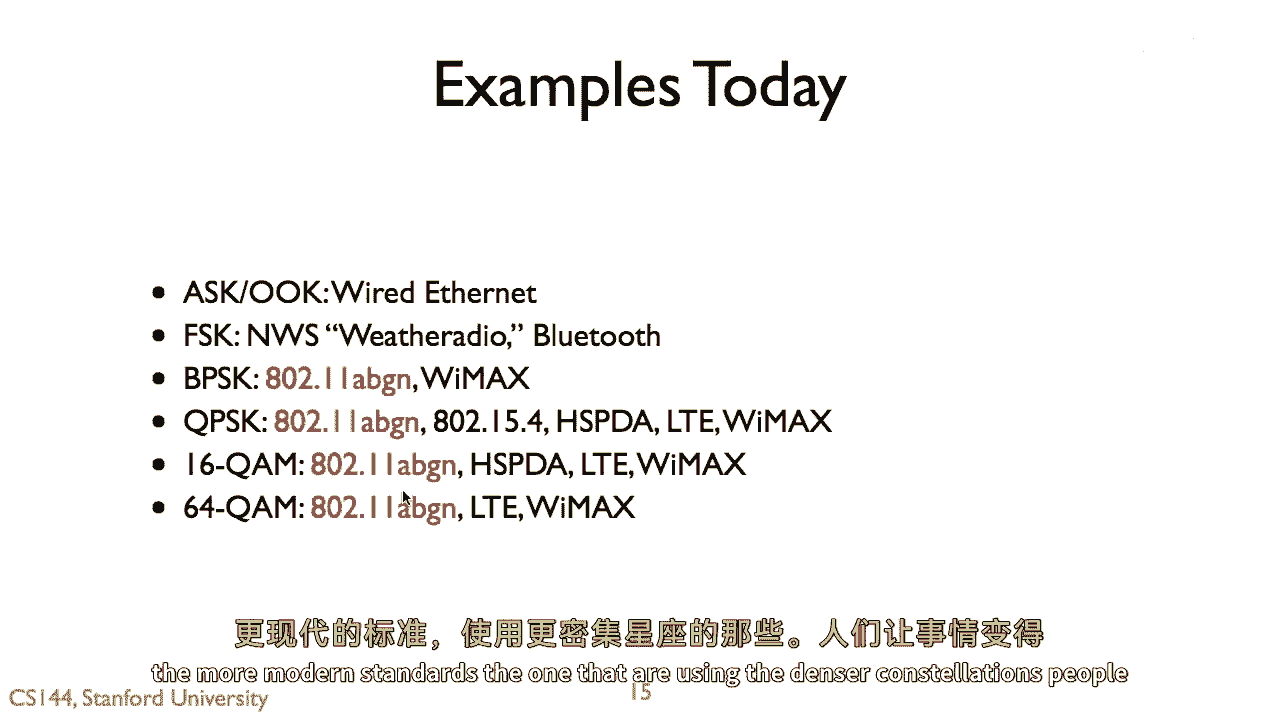 Examples Today
• ASK/OOK: Wired Ethernet
• FSK: NWS “Weatheradio,” Bluetooth
• BPSK: 802.11abgn, WiMAX
• QPSK: 802.11abgn, 802.15.4, HSPDA, LTE, WiMAX
• 16-QAM: 802.11abgn, HSPDA, LTE, WiMAX
• 64-QAM: 802.11abgn, LTE, WiMAX
更现代的标准，使用更密集星座的那些。人们让事情变得
the more modern standards the one that are using the denser constellations people
CS144, Stanford University
15